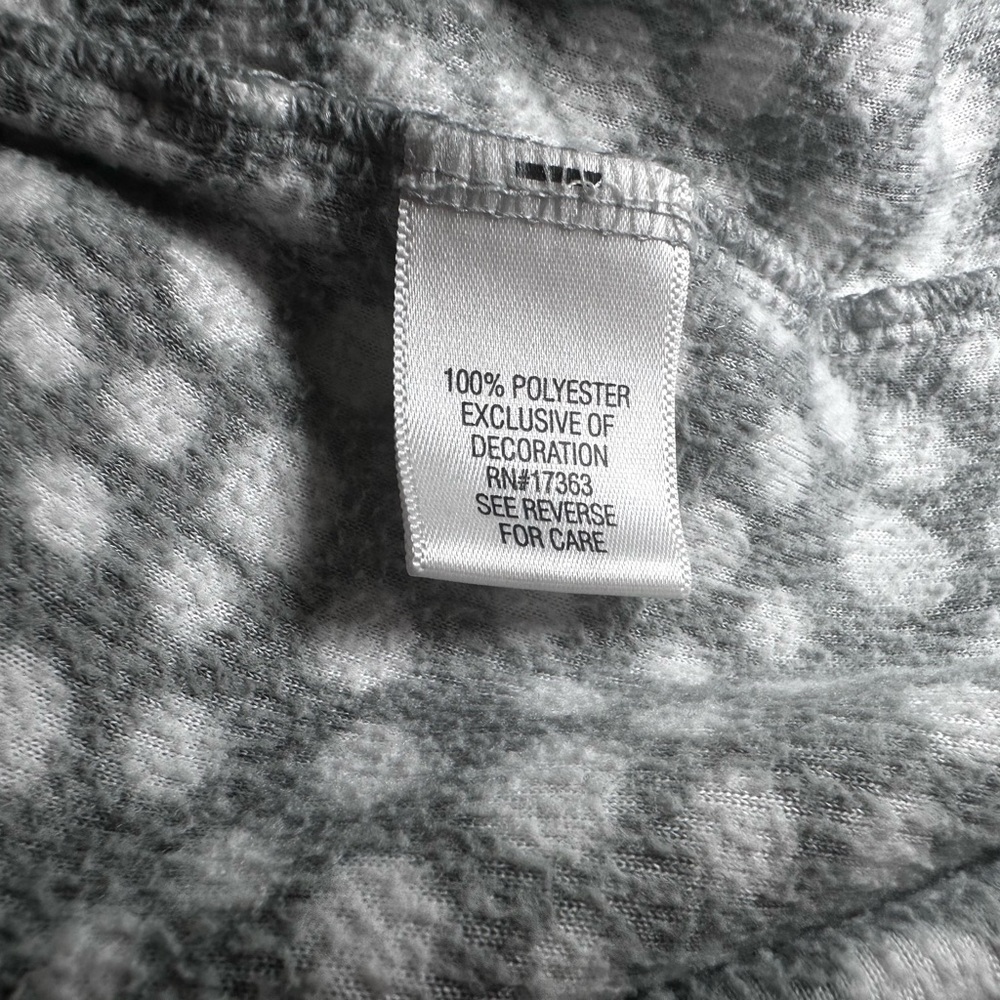 100% POLYESTER
EXCLUSIVE OF
DECORATION
RN#17363
SEE REVERSE
FOR CARE